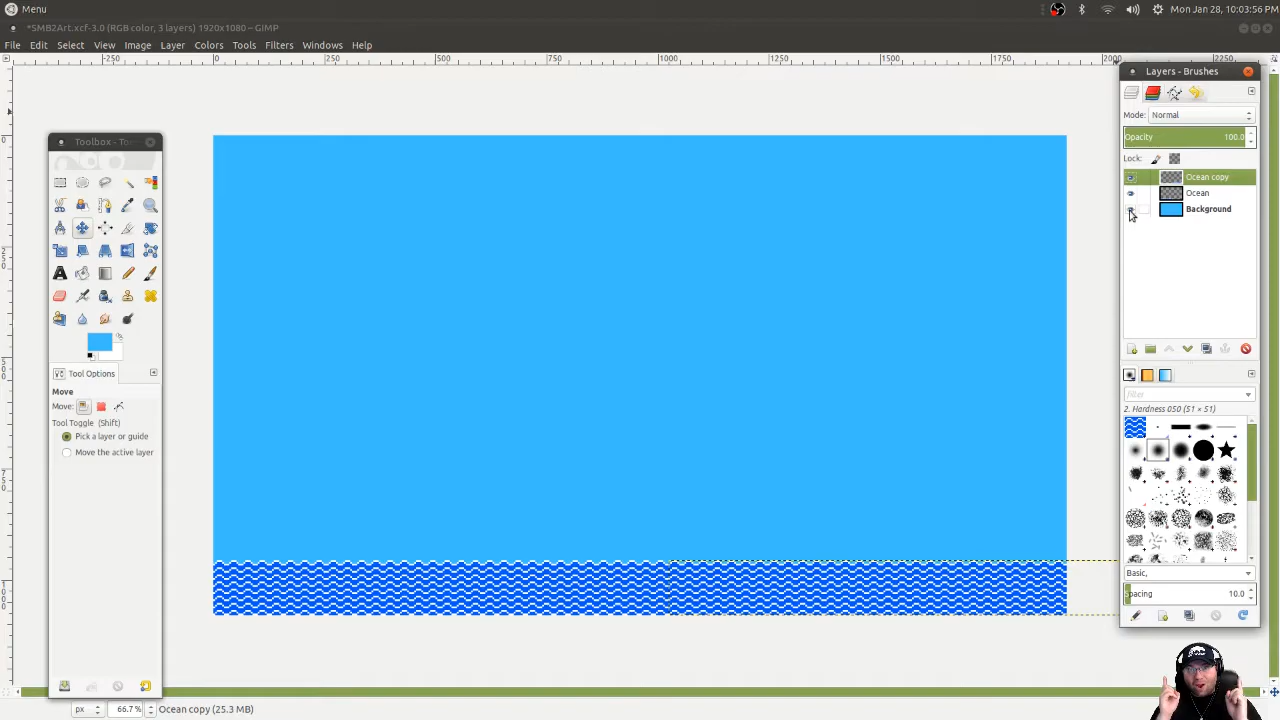 Menu
Mon Jan 28, 10:03:56 PM
*SMB2Art.xcf-3.0 (RGB color, 3 layers) 1920x1080 – GIMP
File Edit Select View Image Layer Colors Tools Filters Windows Help
-250 0 250 500 750 1000 1250 1500 1750 2000 2250
Layers - Brushes
Mode: Normal
Opacity 100.0
Lock:
Ocean copy
Ocean
Background
Toolbox
Tool Options
Move
Move:
Tool Toggle (Shift)
Pick a layer or guide
Move the active layer
filter
2. Hardness 050 (51 × 51)
Basic,
pacing 10.0
px 66.7% Ocean copy (25.3 MB)